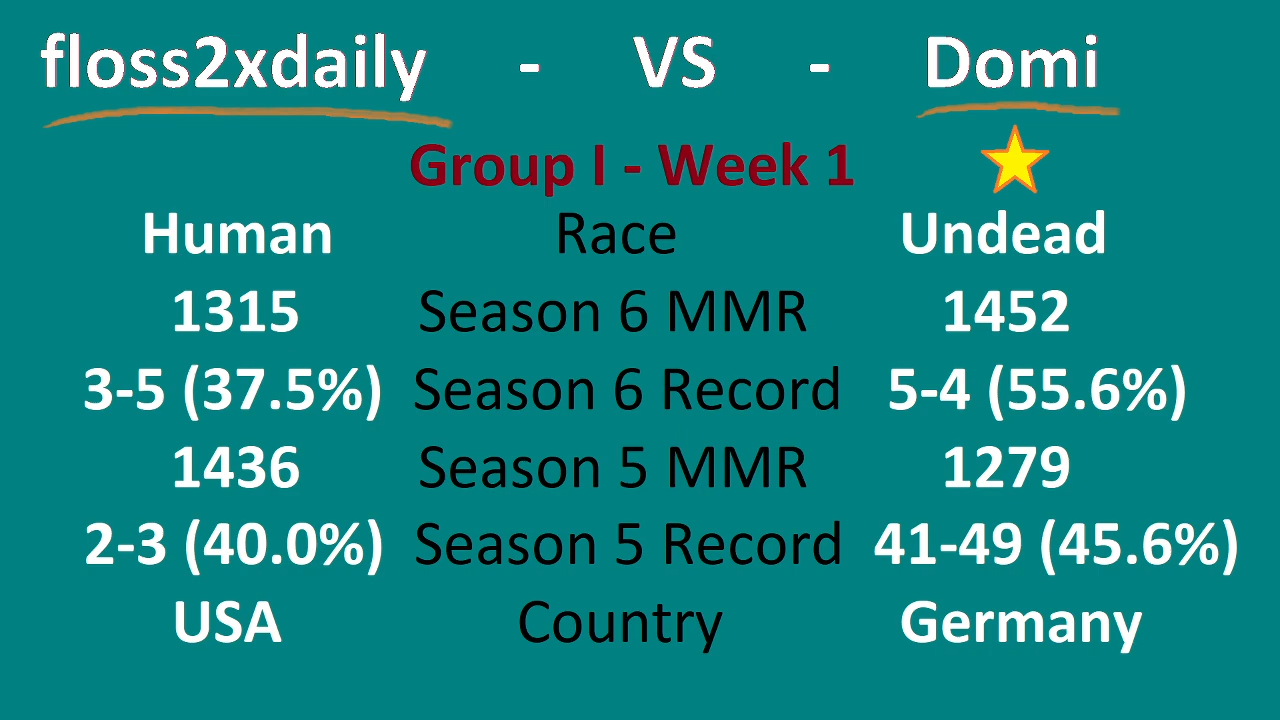 floss2xdaily - VS - Domi
Group I - Week 1
Human Race Undead
1315 Season 6 MMR 1452
3-5 (37.5%) Season 6 Record 5-4 (55.6%)
1436 Season 5 MMR 1279
2-3 (40.0%) Season 5 Record 41-49 (45.6%)
USA Country Germany